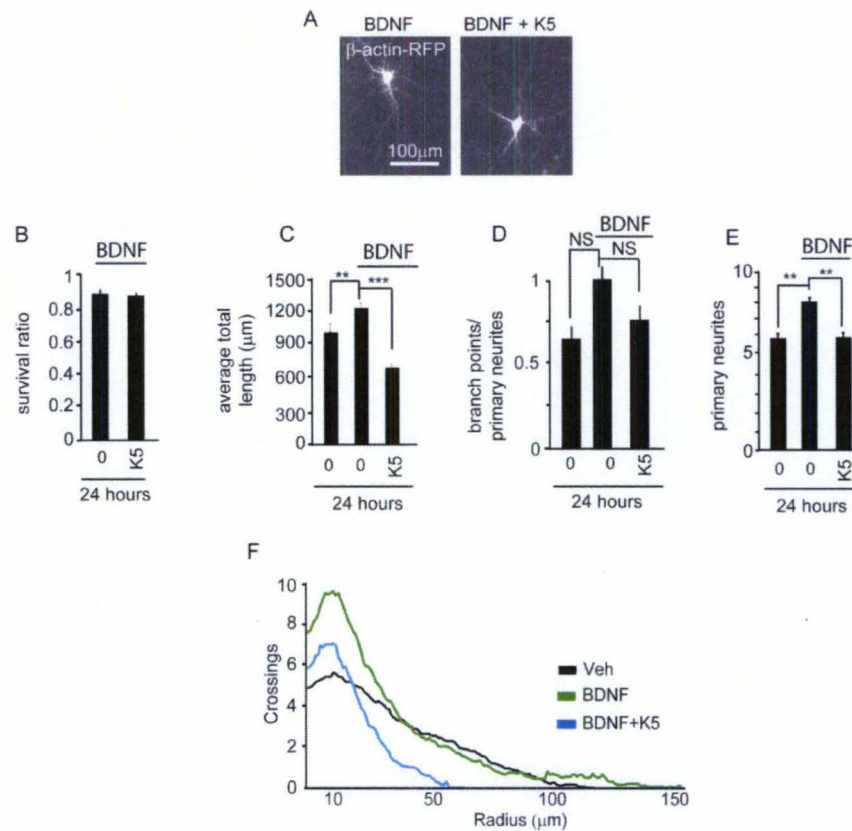 A
BDNF
BDNF + K5
β-actin-RFP
100μm
B
BDNF
survival ratio
1
0.8
0.6
0.4
0.2
0
0
K5
24 hours
C
BDNF
**
***
average total
length (μm)
1500
1200
900
600
300
0
0
0
K5
24 hours
D
BDNF
NS
NS
branch points/
primary neurites
1
0.5
0
0
0
K5
24 hours
E
BDNF
**
**
primary neurites
10
5
0
0
0
K5
24 hours
F
Crossings
10
8
6
4
2
0
Veh
BDNF
BDNF+K5
10
50
100
150
Radius (μm)